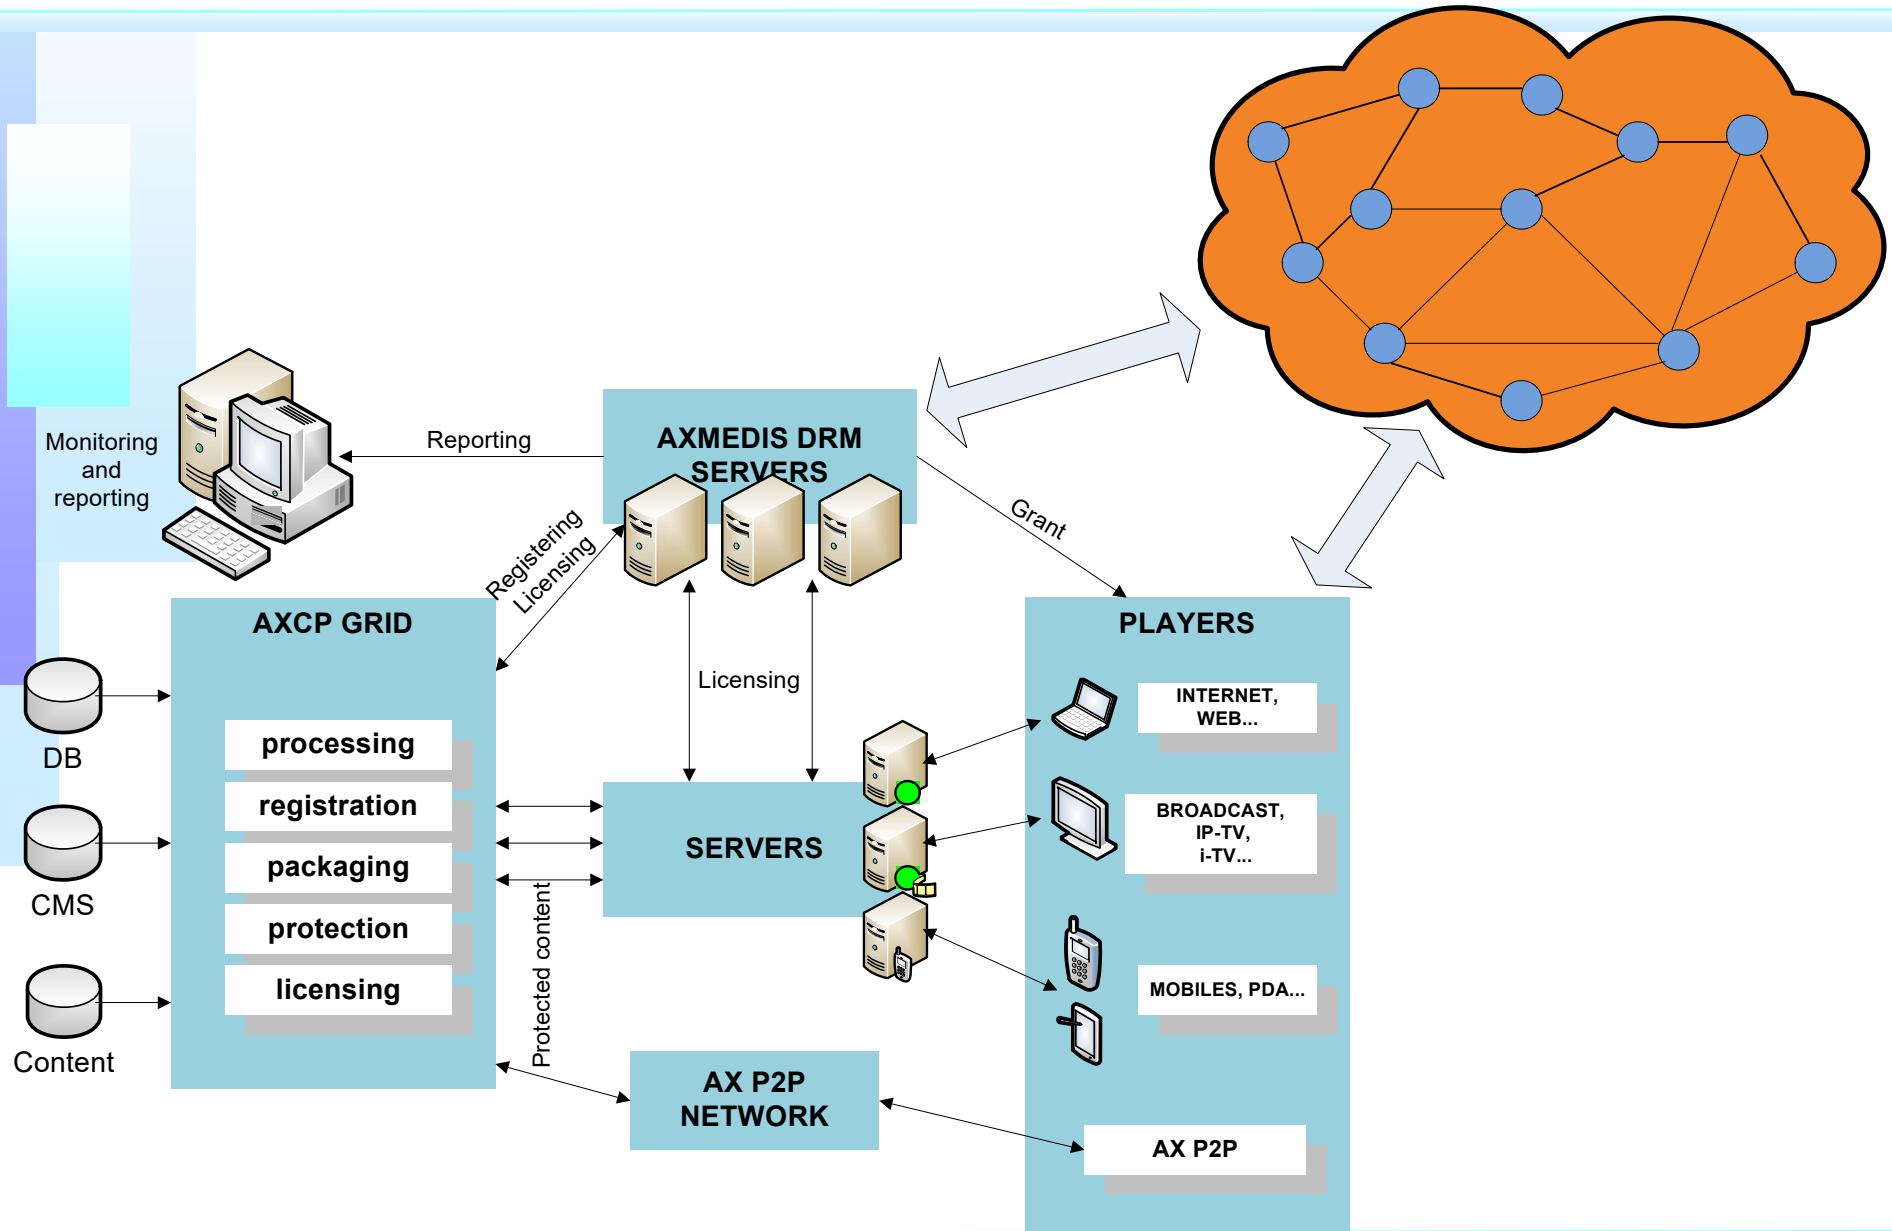 Monitoring
and
reporting
Reporting
AXMEDIS DRM
SERVERS
Grant
Registering
Licensing
AXCP GRID
processing
registration
packaging
protection
licensing
DB
CMS
Content
Licensing
SERVERS
Protected content
AX P2P
NETWORK
PLAYERS
INTERNET,
WEB...
BROADCAST,
IP-TV,
i-TV...
MOBILES, PDA...
AX P2P